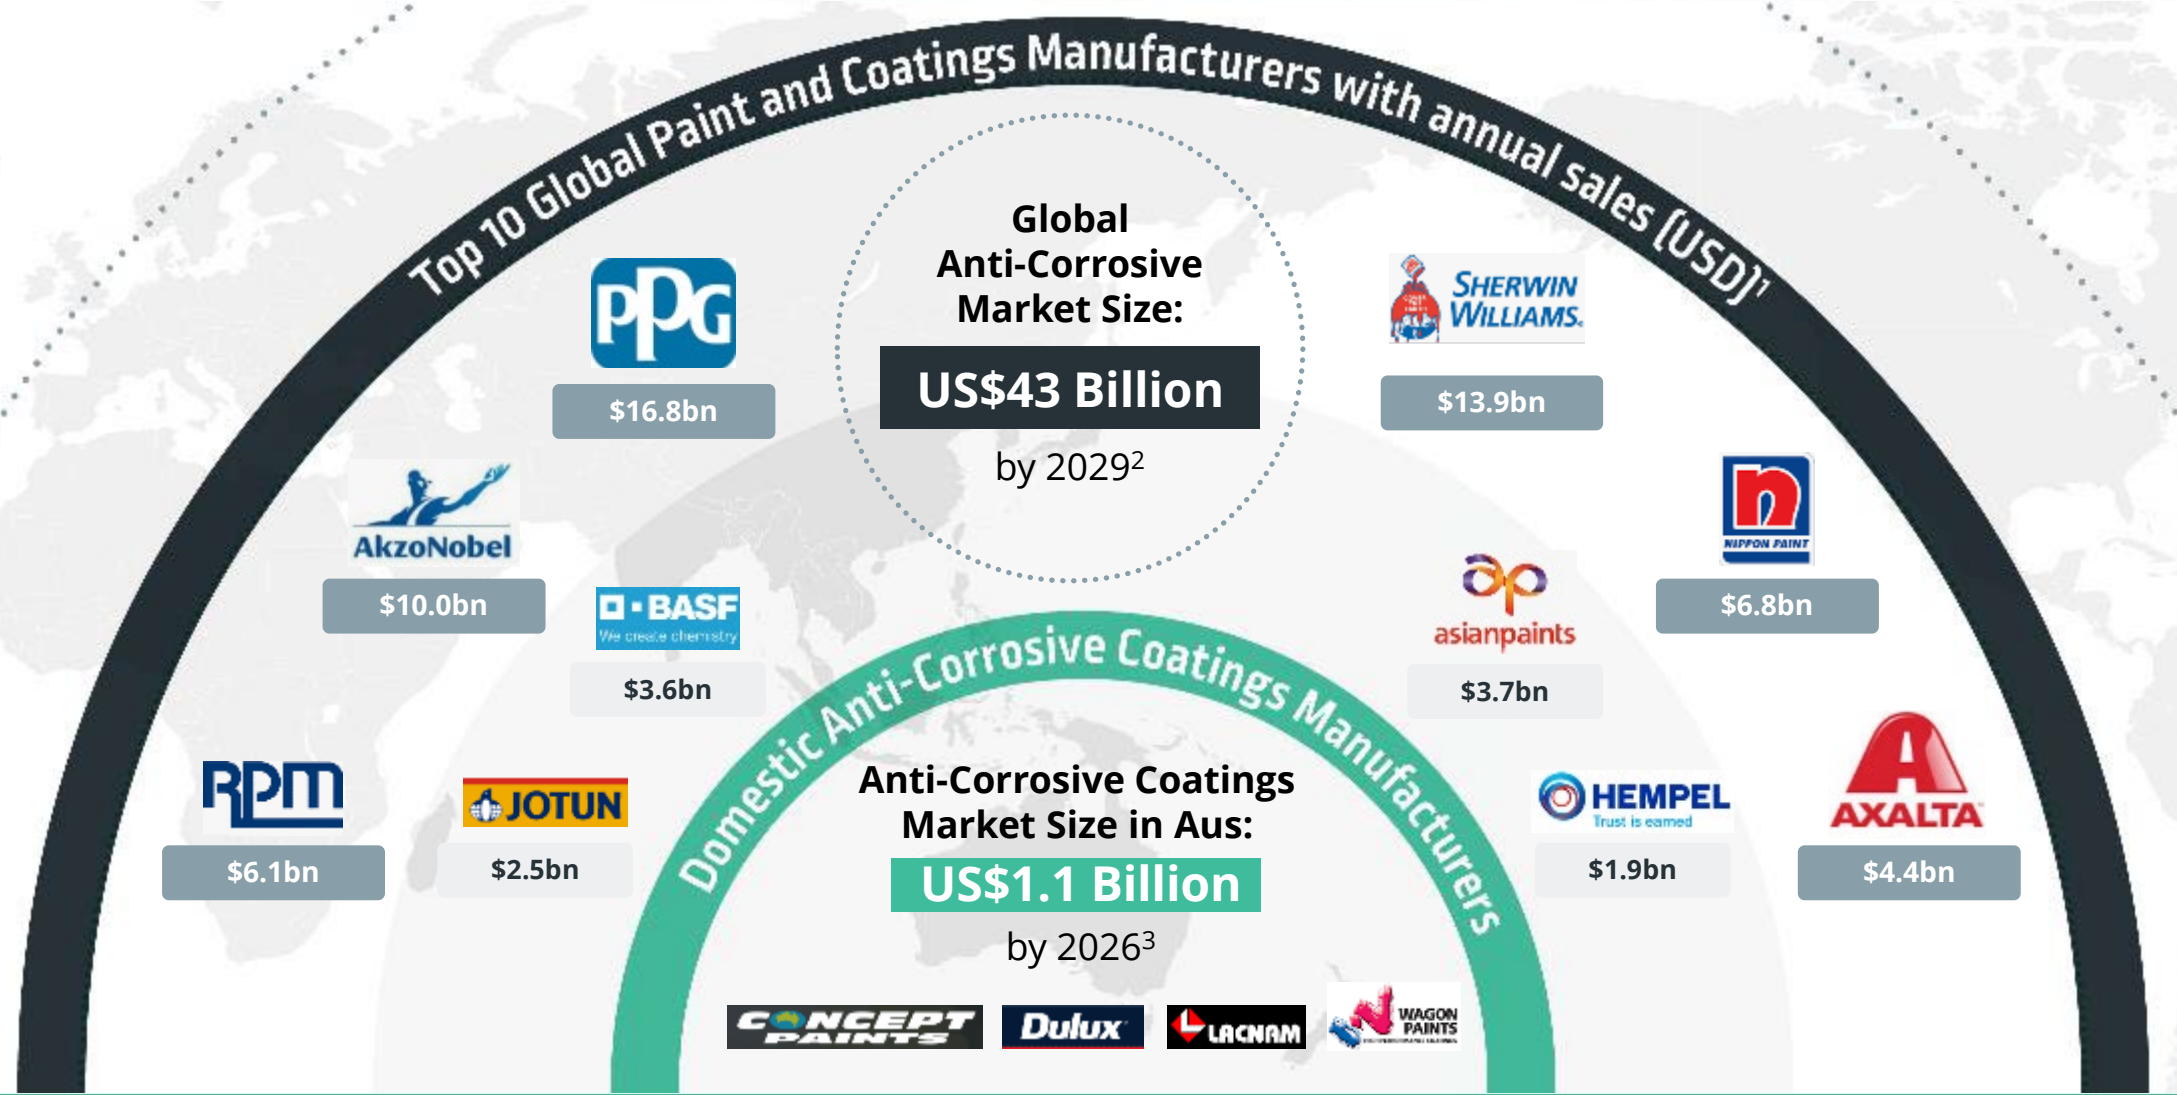 Top 10 Global Paint and Coatings Manufacturers with annual sales (USD)¹
Global
Anti-Corrosive
Market Size:
US$43 Billion
by 2029²
PPG
$16.8bn
SHERWIN
WILLIAMS.
$13.9bn
AkzoNobel
$10.0bn
NIPPON PAINT
$6.8bn
BASF
We create chemistry
$3.6bn
ap
asianpaints
$3.7bn
RPM
$6.1bn
JOTUN
$2.5bn
HEMPEL
Trust is earned
$1.9bn
AXALTA
$4.4bn
Domestic Anti-Corrosive Coatings Manufacturers
Anti-Corrosive Coatings
Market Size in Aus:
US$1.1 Billion
by 2026³
CONCEPT
PAINTS
Dulux
LACNAM
WAGON
PAINTS